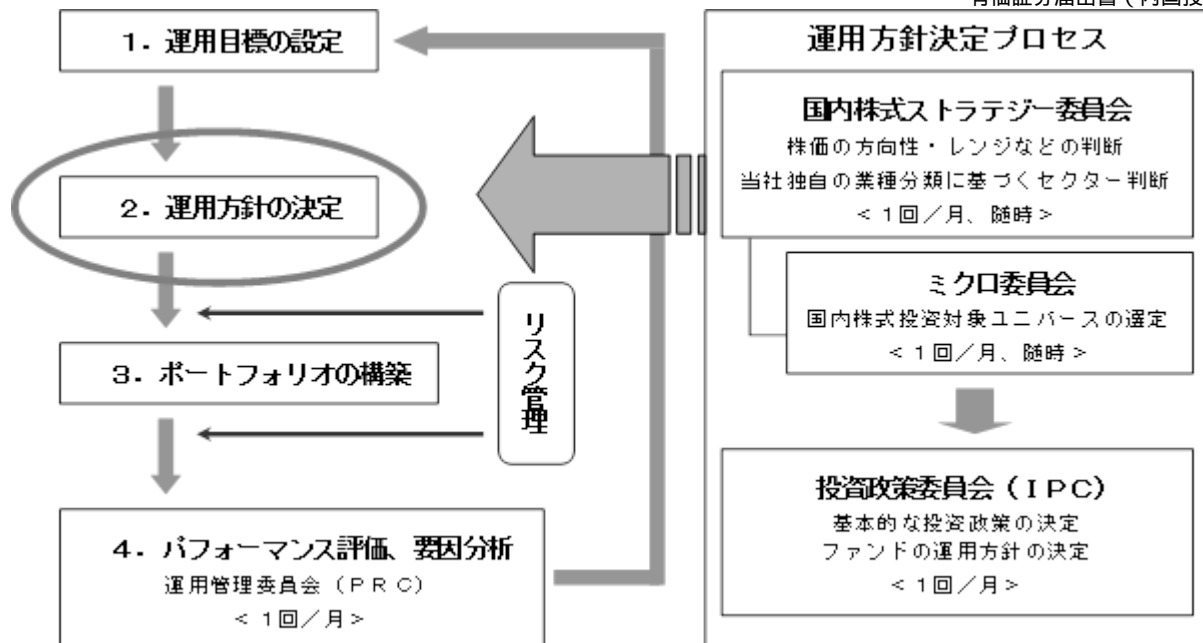 1．運用目標の設定
2．運用方針の決定
リスク管理
3．ポートフォリオの構築
4．パフォーマンス評価、要因分析
運用管理委員会（ＰＲＣ）
＜１回／月＞
運用方針決定プロセス
国内株式ストラテジー委員会
株価の方向性・レンジなどの判断
当社独自の業種分類に基づくセクター判断
＜１回／月、随時＞
ミクロ委員会
国内株式投資対象ユニバースの選定
＜１回／月、随時＞
投資政策委員会（ＩＰＣ）
基本的な投資政策の決定
ファンドの運用方針の決定
＜１回／月＞